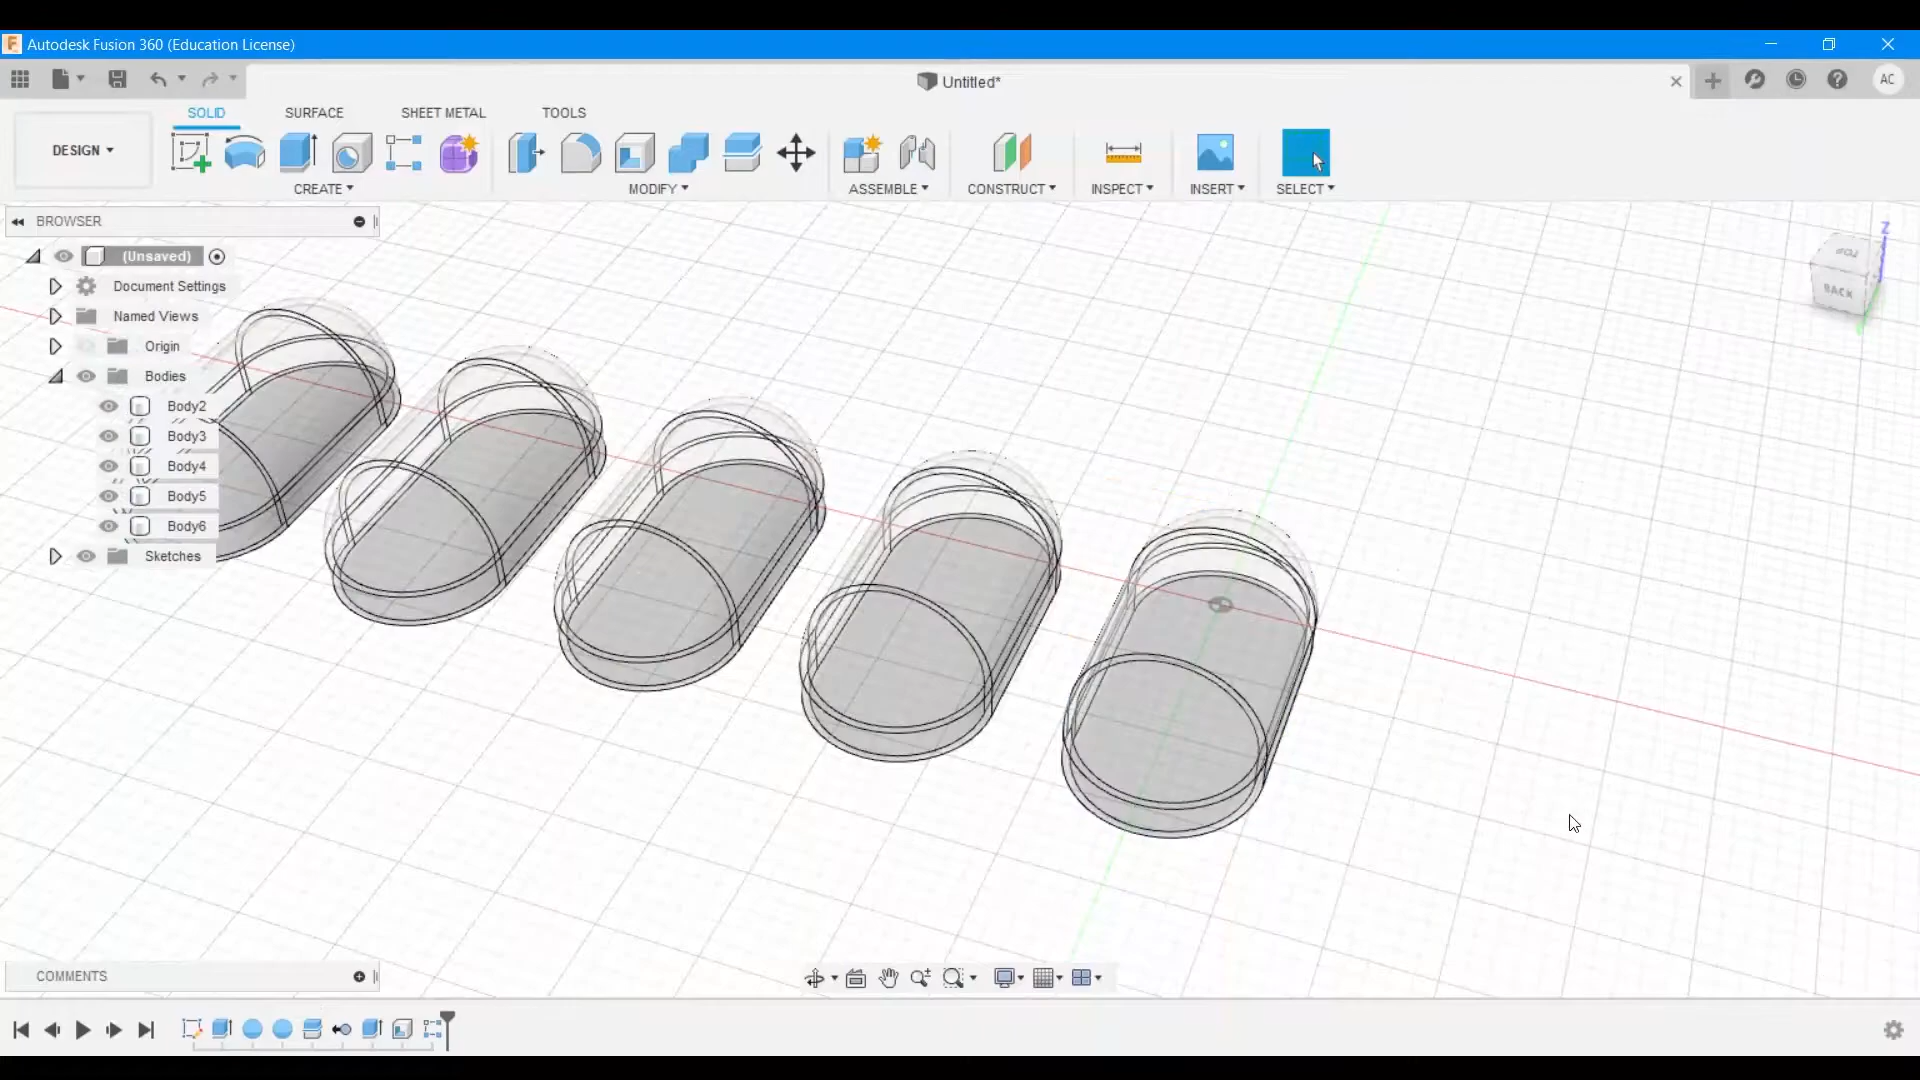 Autodesk Fusion 360 (Education License)
Untitled*
AC
SOLID
SURFACE
SHEET METAL
TOOLS
DESIGN
CREATE
MODIFY
ASSEMBLE
CONSTRUCT
INSPECT
INSERT
SELECT
BROWSER
(Unsaved)
Document Settings
Named Views
Origin
Bodies
Body2
Body3
Body4
Body5
Body6
Sketches
Z
TOP
BACK
COMMENTS